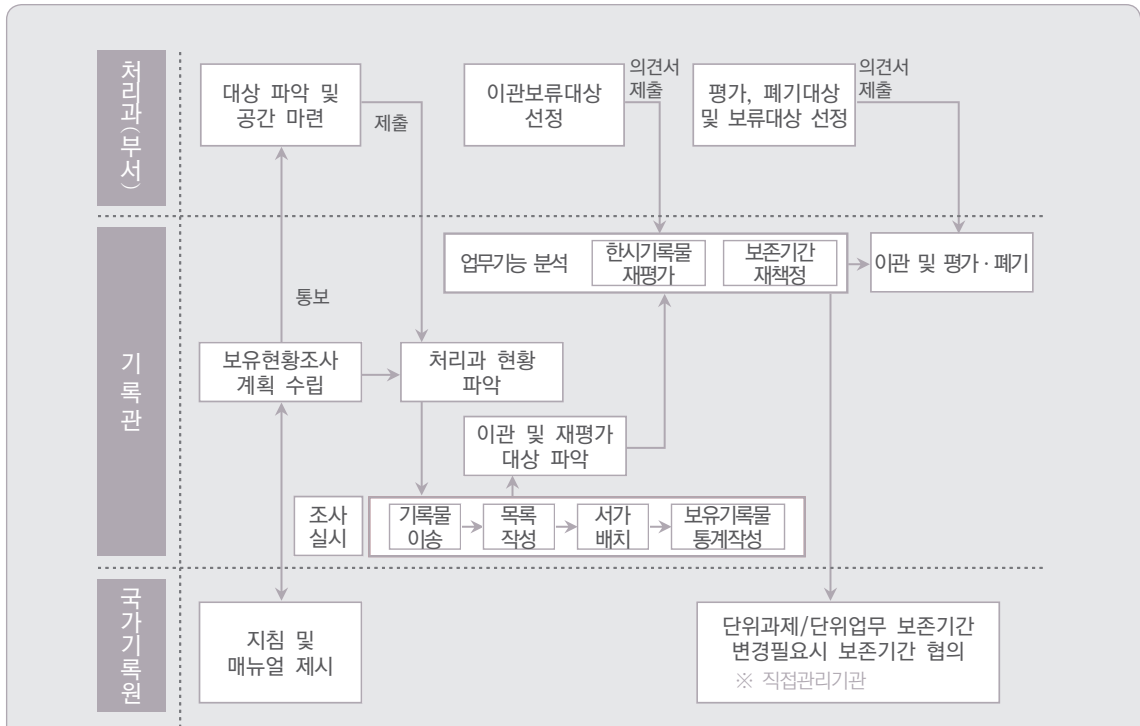 처리과(부서)
대상 파악 및
공간 마련
제출
이관보류대상
선정
의견서
제출
평가, 폐기대상
및 보류대상 선정
의견서
제출
기록관
업무기능 분석
한시기록물
재평가
보존기간
재책정
이관 및 평가·폐기
통보
보유현황조사
계획 수립
처리과 현황
파악
이관 및 재평가
대상 파악
조사
실시
기록물
이송
목록
작성
서가
배치
보유기록물
통계작성
국가기록원
지침 및
매뉴얼 제시
단위과제/단위업무 보존기간
변경필요시 보존기간 협의
※ 직접관리기관